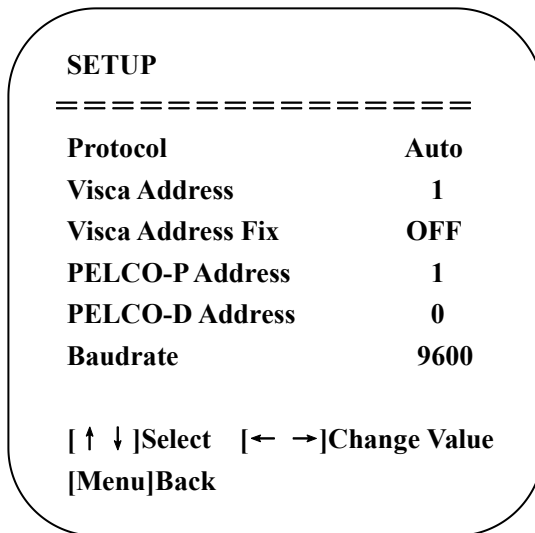 SETUP
= = = = = = = = = = = = = = =
Protocol Auto
Visca Address 1
Visca Address Fix OFF
PELCO-P Address 1
PELCO-D Address 0
Baudrate 9600
[ ↑ ↓ ]Select [← →]Change Value
[Menu]Back